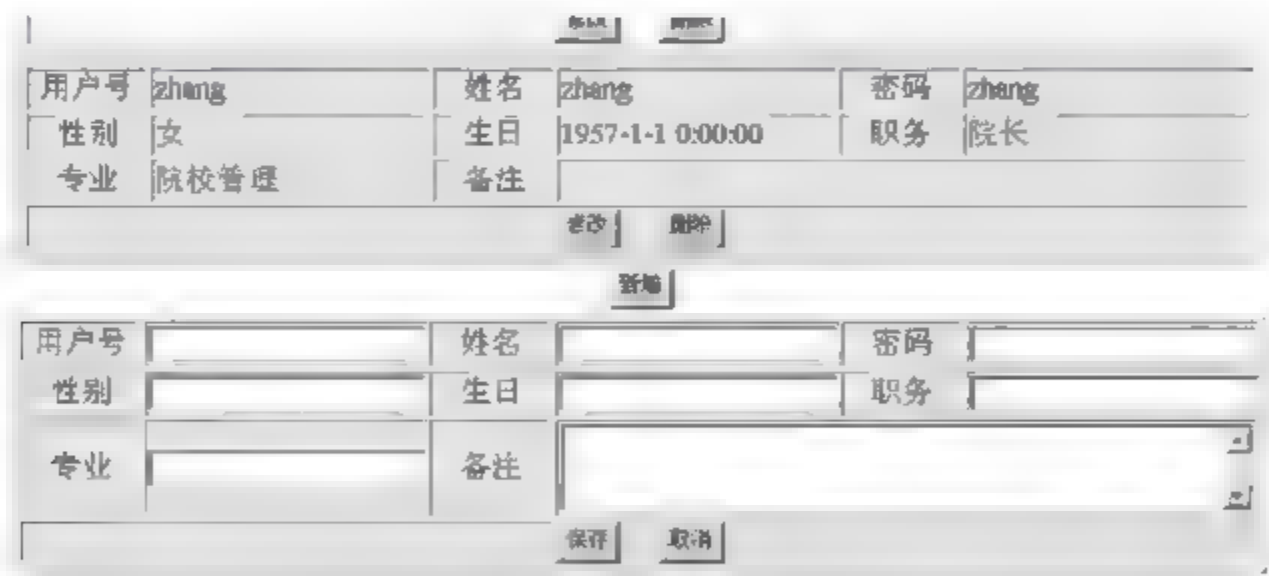 用户号 zhang 姓名 zhang 密码 zhang
性别 女 生日 1957-1-1 0:00:00 职务 院长
专业 院校管理 备注
更改 删除
新增
用户号 姓名 密码
性别 生日 职务
专业 备注
保存 取消